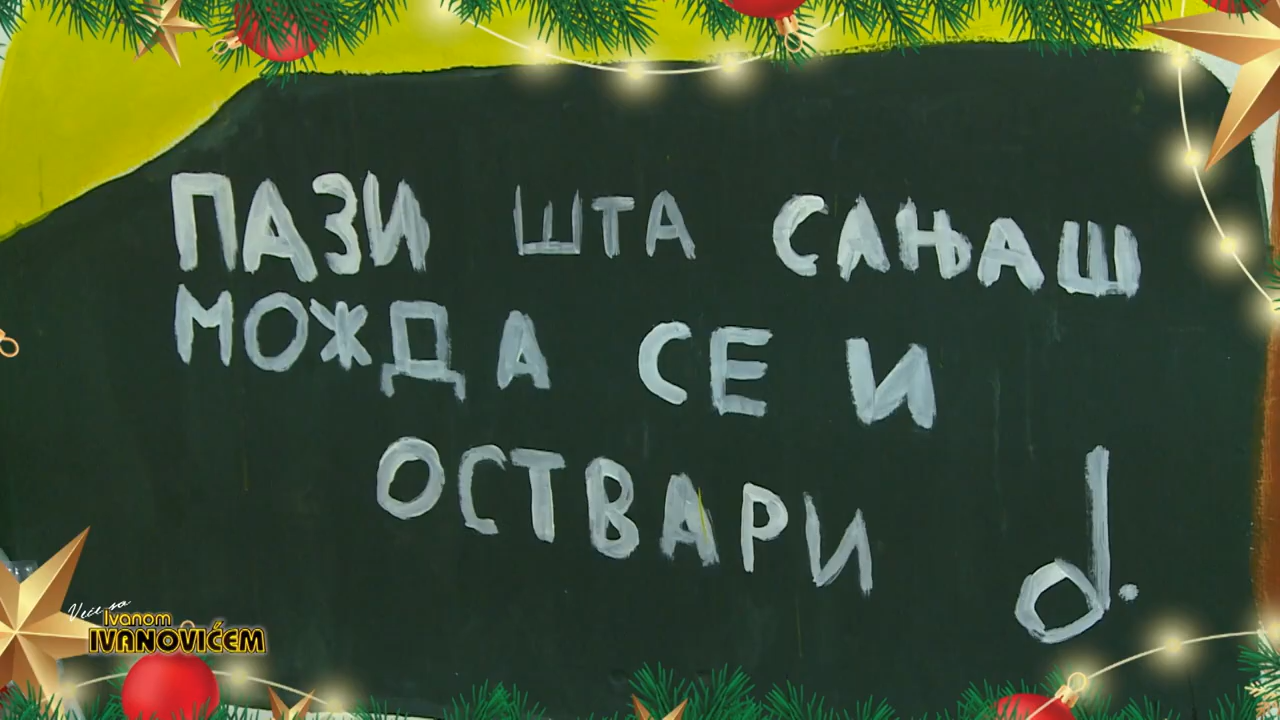 ПАЗИ ШТА САЊАШ
МОЖДА СЕ И
ОСТВАРИ
d.
Veče sa
Ivanom
IVANOVIĆEM